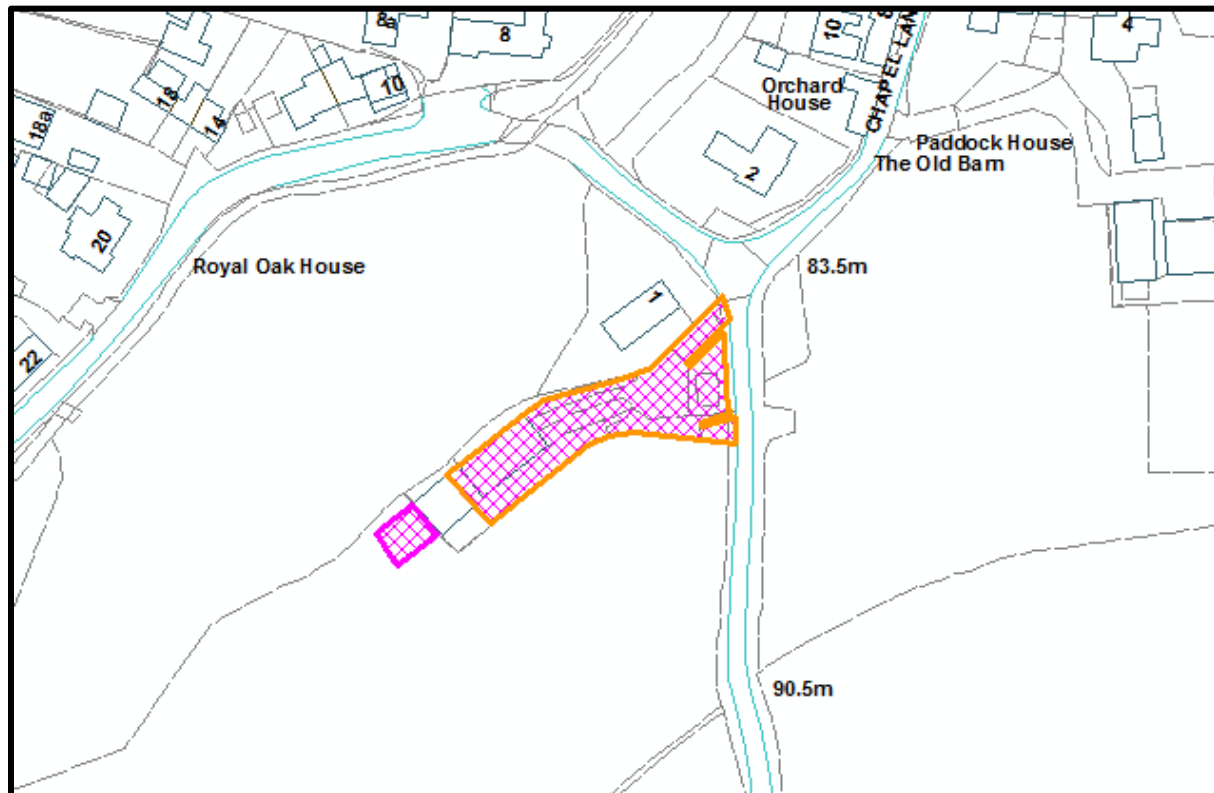 8a
8
10
8
4
CHAPEL LAN
Orchard
House
18
10
14
18a
Paddock House
The Old Barn
2
20
Royal Oak House
83.5m
1
22
90.5m